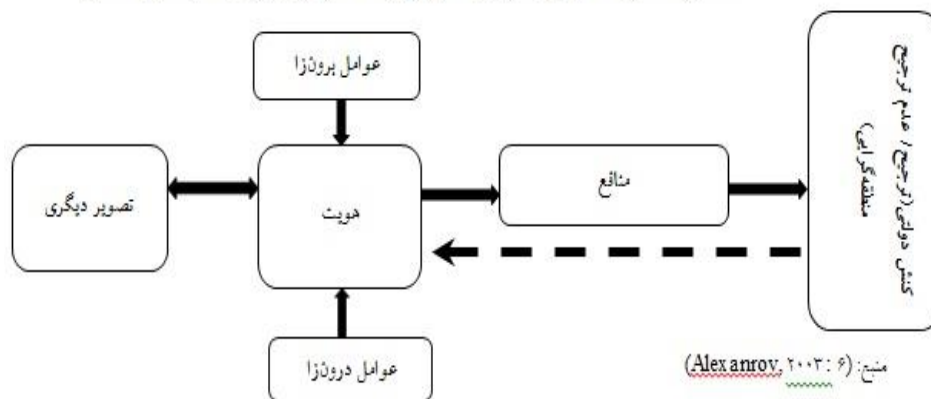 عوامل برون‌زا
تصویر دیگری
هویت
منافع
کنش دولتی(ترجیح/ عدم ترجیح
منطقه‌گرایی)
عوامل درون‌زا
منبع: (Alexanrov, ۲۰۰۳: ۶)